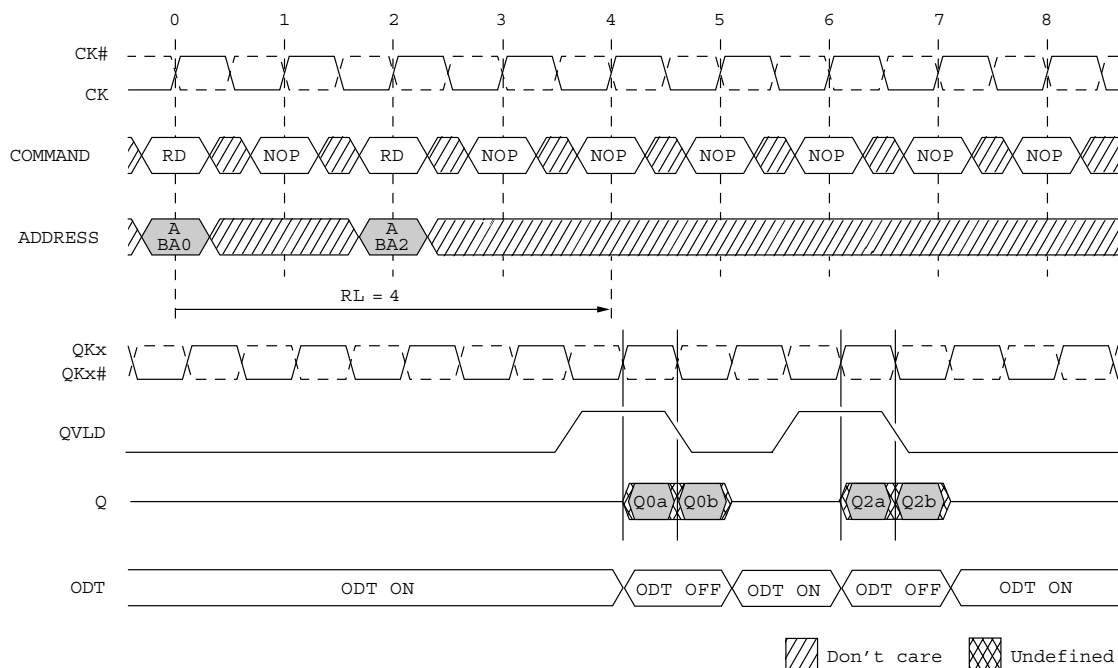 0 1 2 3 4 5 6 7 8
CK#
CK
COMMAND RD NOP RD NOP NOP NOP NOP NOP NOP
ADDRESS A BA0 A BA2
RL = 4
QKx
QKx#
QVLD
Q Q0a Q0b Q2a Q2b
ODT ODT ON ODT OFF ODT ON ODT OFF ODT ON
Don't care Undefined